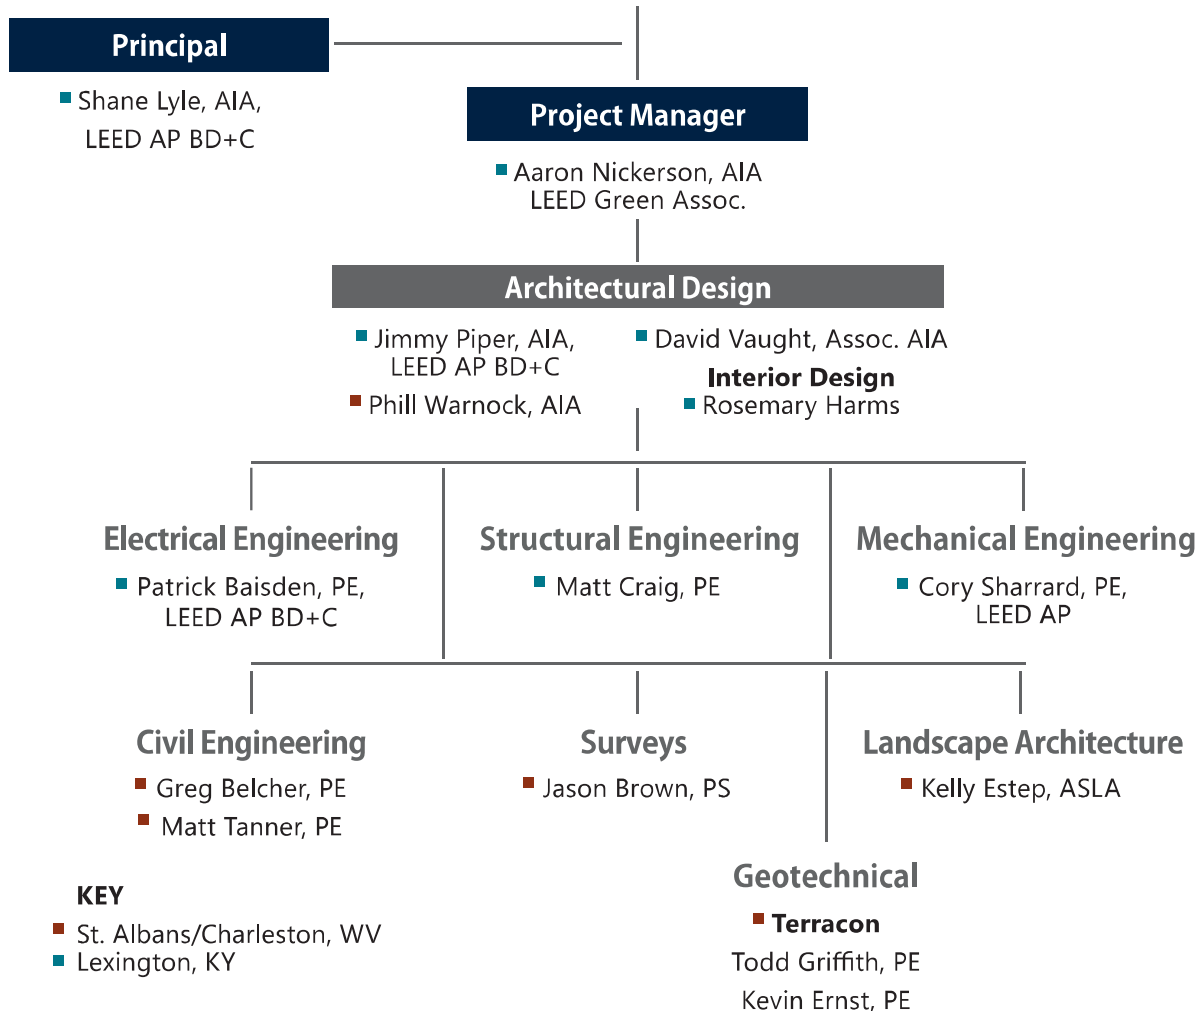 Principal
Shane Lyle, AIA,
LEED AP BD+C
Project Manager
Aaron Nickerson, AIA
LEED Green Assoc.
Architectural Design
Jimmy Piper, AIA,
LEED AP BD+C
Phill Warnock, AIA
David Vaught, Assoc. AIA
Interior Design
Rosemary Harms
Electrical Engineering
Patrick Baisden, PE,
LEED AP BD+C
Structural Engineering
Matt Craig, PE
Mechanical Engineering
Cory Sharrard, PE,
LEED AP
Civil Engineering
Greg Belcher, PE
Matt Tanner, PE
Surveys
Jason Brown, PS
Landscape Architecture
Kelly Estep, ASLA
Geotechnical
Terracon
Todd Griffith, PE
Kevin Ernst, PE
KEY
St. Albans/Charleston, WV
Lexington, KY